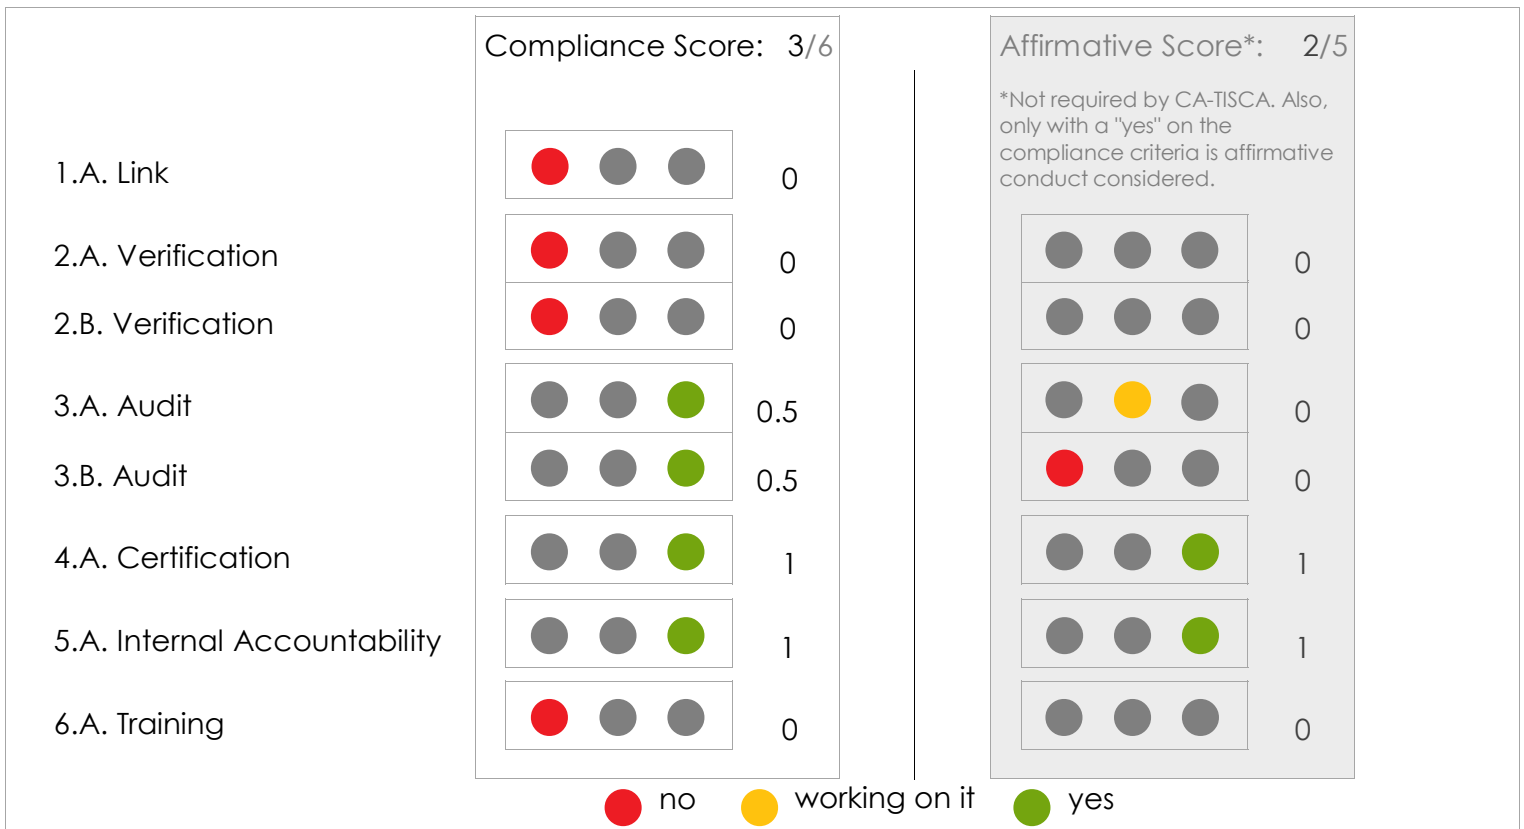 Compliance Score: 3/6
Affirmative Score*: 2/5
*Not required by CA-TISCA. Also,
only with a "yes" on the
compliance criteria is affirmative
conduct considered.
1.A. Link 0
2.A. Verification 0 0
2.B. Verification 0 0
3.A. Audit 0.5 0
3.B. Audit 0.5 0
4.A. Certification 1 1
5.A. Internal Accountability 1 1
6.A. Training 0 0
no working on it yes